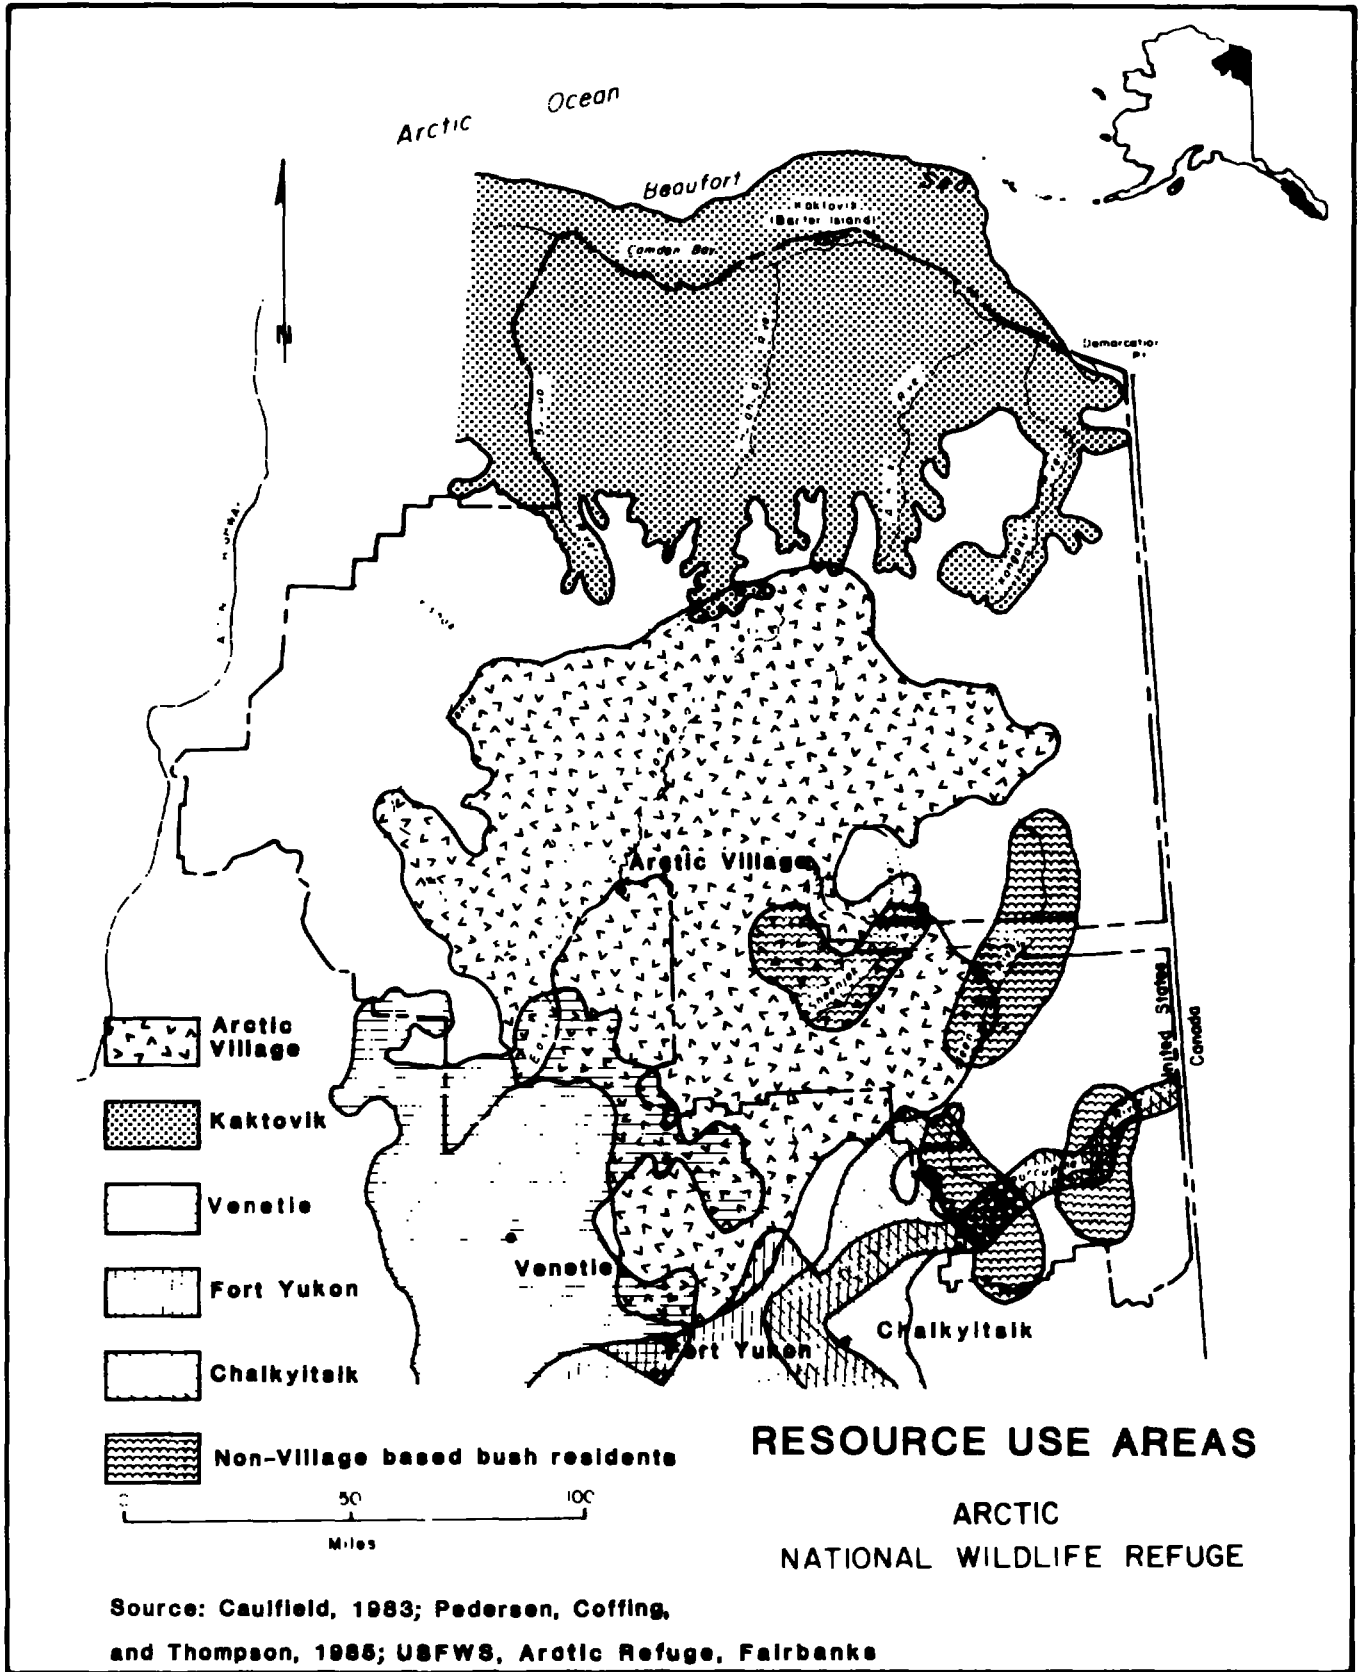 Arctic Ocean
Beaufort Sea
Kaktovik
(Barter Island)
Camden Bay
N
Demarcation
Pt
Arctic Village
United States
Canada
Arctic
Village
Kaktovik
Venetie
Fort Yukon
Chalkyitsik
Non-Village based bush residents
Venetie
Fort Yukon
Chalkyitsik
0 50 100
Miles
RESOURCE USE AREAS
ARCTIC
NATIONAL WILDLIFE REFUGE
Source: Caulfield, 1983; Pedersen, Coffing,
and Thompson, 1985; USFWS, Arctic Refuge, Fairbanks